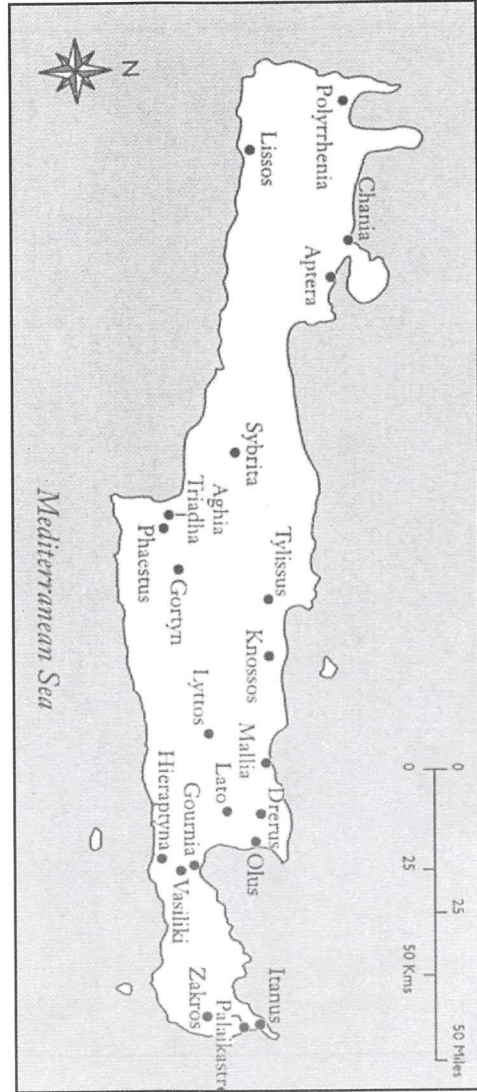 N
Polyrrhenia
Lissos
Chania
Aptera
Sybrita
Aghia
Triadha
Phaestus
Gortyn
Tylissus
Knossos
Lyttos
Mallia
Lato
Drerus
Olus
Gournia
Hieraptyna
Vasiliki
Itanus
Palaikastro
Zakros
Mediterranean Sea
0 25 50 Miles
0 25 50 Kms